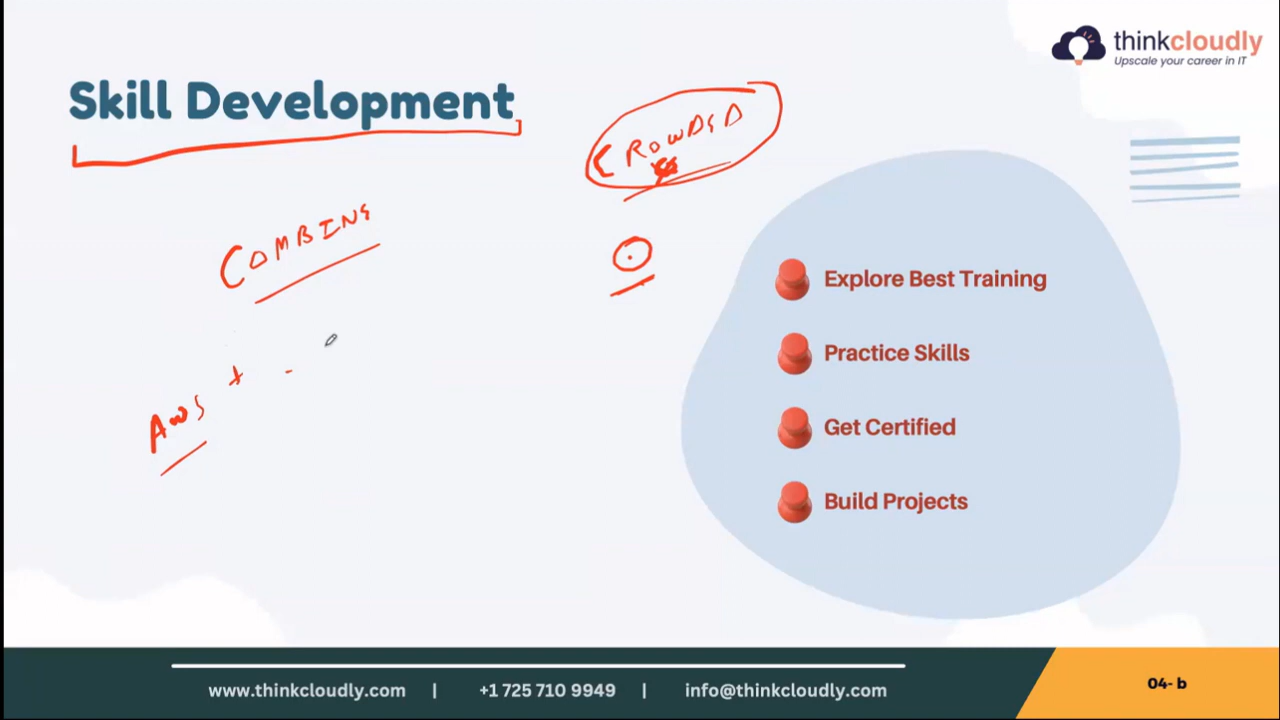 thinkcloudly
Upscale your career in IT
Skill Development
CROWDED
COMBING
AWS +
Explore Best Training
Practice Skills
Get Certified
Build Projects
www.thinkcloudly.com | +1 725 710 9949 | info@thinkcloudly.com
04- b